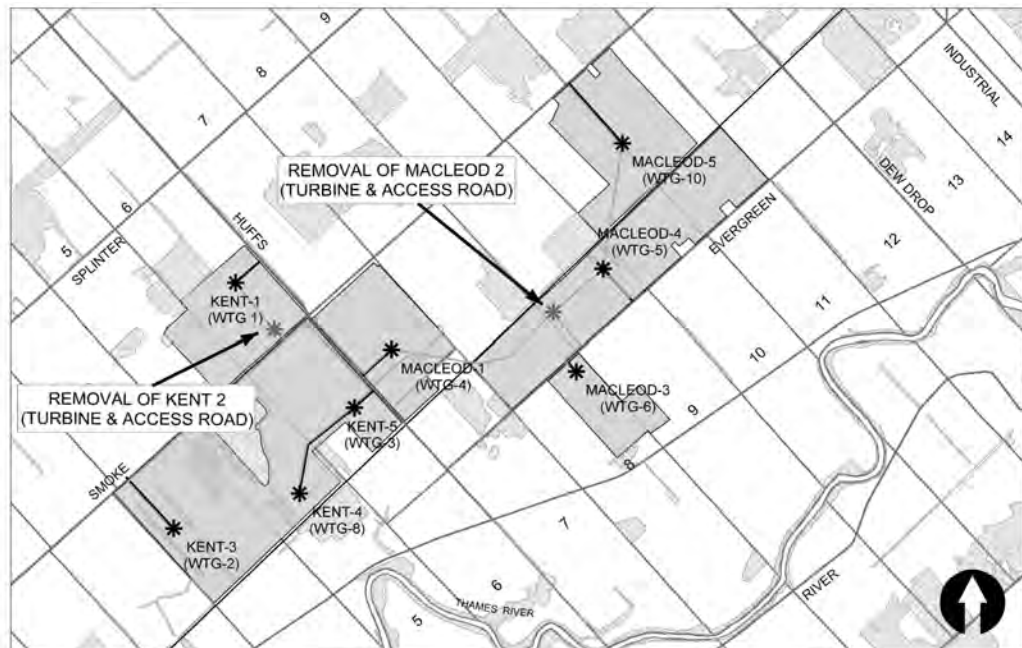 9
8
7
6
5
SPLINTER
HUFFS
REMOVAL OF MACLEOD 2
(TURBINE & ACCESS ROAD)
MACLEOD-5
(WTG-10)
INDUSTRIAL
14
13
DEW DROP
12
11
10
9
8
7
6
5
EVERGREEN
MACLEOD-4
(WTG-5)
KENT-1
(WTG 1)
REMOVAL OF KENT 2
(TURBINE & ACCESS ROAD)
MACLEOD-1
(WTG-4)
MACLEOD-3
(WTG-6)
KENT-5
(WTG-3)
SMOKE
KENT-4
(WTG-8)
KENT-3
(WTG-2)
THAMES RIVER
RIVER